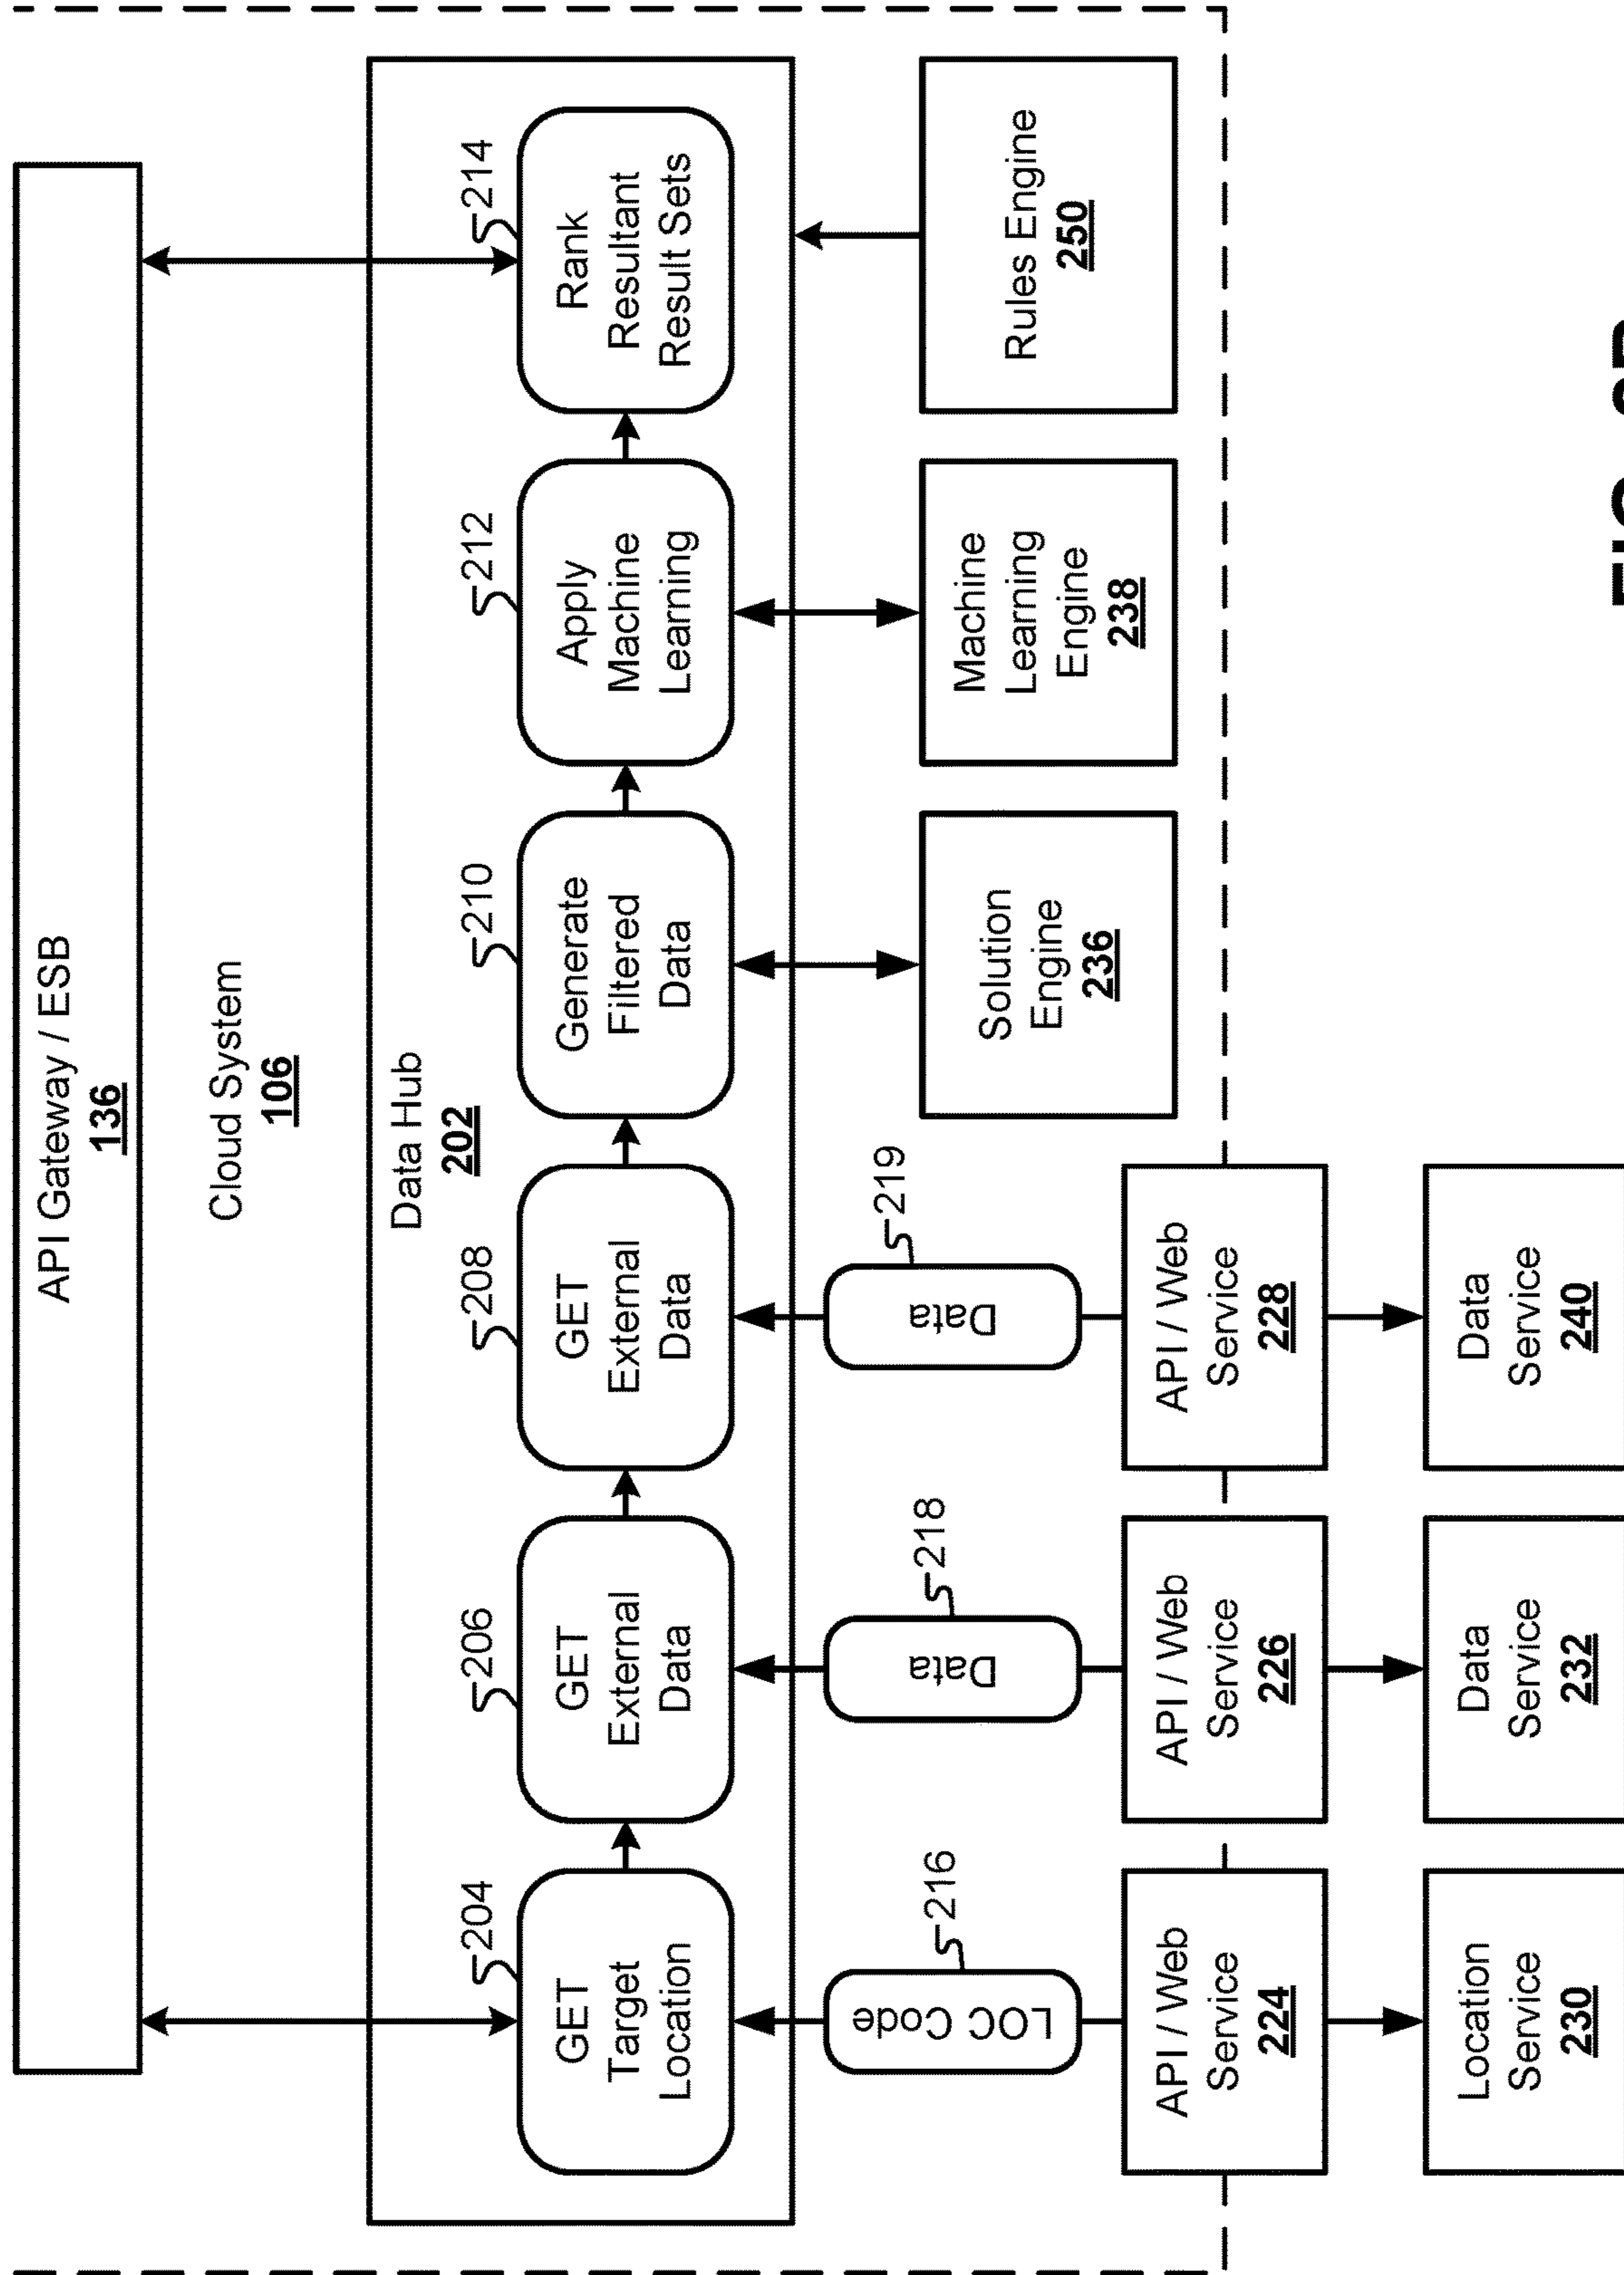 API Gateway / ESB
136
Cloud System
106
Data Hub
202
204
GET
Target
Location
206
GET
External
Data
208
GET
External
Data
210
Generate
Filtered
Data
212
Apply
Machine
Learning
214
Rank
Resultant
Result Sets
LOC Code
216
Data
218
Data
219
Solution
Engine
236
Machine
Learning
Engine
238
Rules Engine
250
API / Web
Service
224
API / Web
Service
226
API / Web
Service
228
Location
Service
230
Data
Service
232
Data
Service
240
FIG.